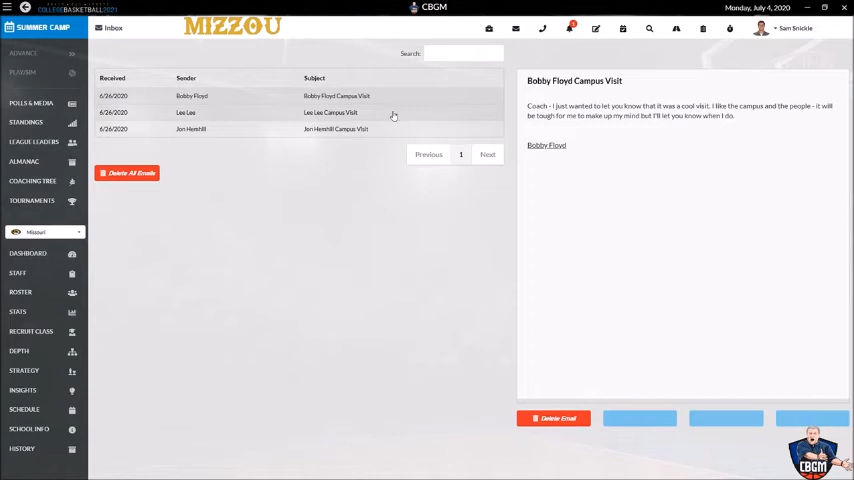 COLLEGE BASKETBALL 2021
CBGM
SUMMER CAMP
Inbox
MIZZOU
1
Monday, July 4, 2020
Sam Snickle
ADVANCE
PLAY/SIM
POLLS & MEDIA
STANDINGS
LEAGUE LEADERS
ALMANAC
COACHING TREE
TOURNAMENTS
Missouri
DASHBOARD
STAFF
ROSTER
STATS
RECRUIT CLASS
DEPTH
STRATEGY
INSIGHTS
SCHEDULE
SCHOOL INFO
HISTORY
Search:
Received Sender Subject
6/26/2020 Bobby Floyd Bobby Floyd Campus Visit
6/26/2020 Lee Lee Lee Lee Campus Visit
6/26/2020 Jon Hemhill Jon Hemhill Campus Visit
Previous 1 Next
Delete All Emails
Bobby Floyd Campus Visit
Coach - I just wanted to let you know that it was a cool visit. I like the campus and the people - it will
be tough for me to make up my mind but I'll let you know when I do.
Bobby Floyd
Delete Email
CBGM